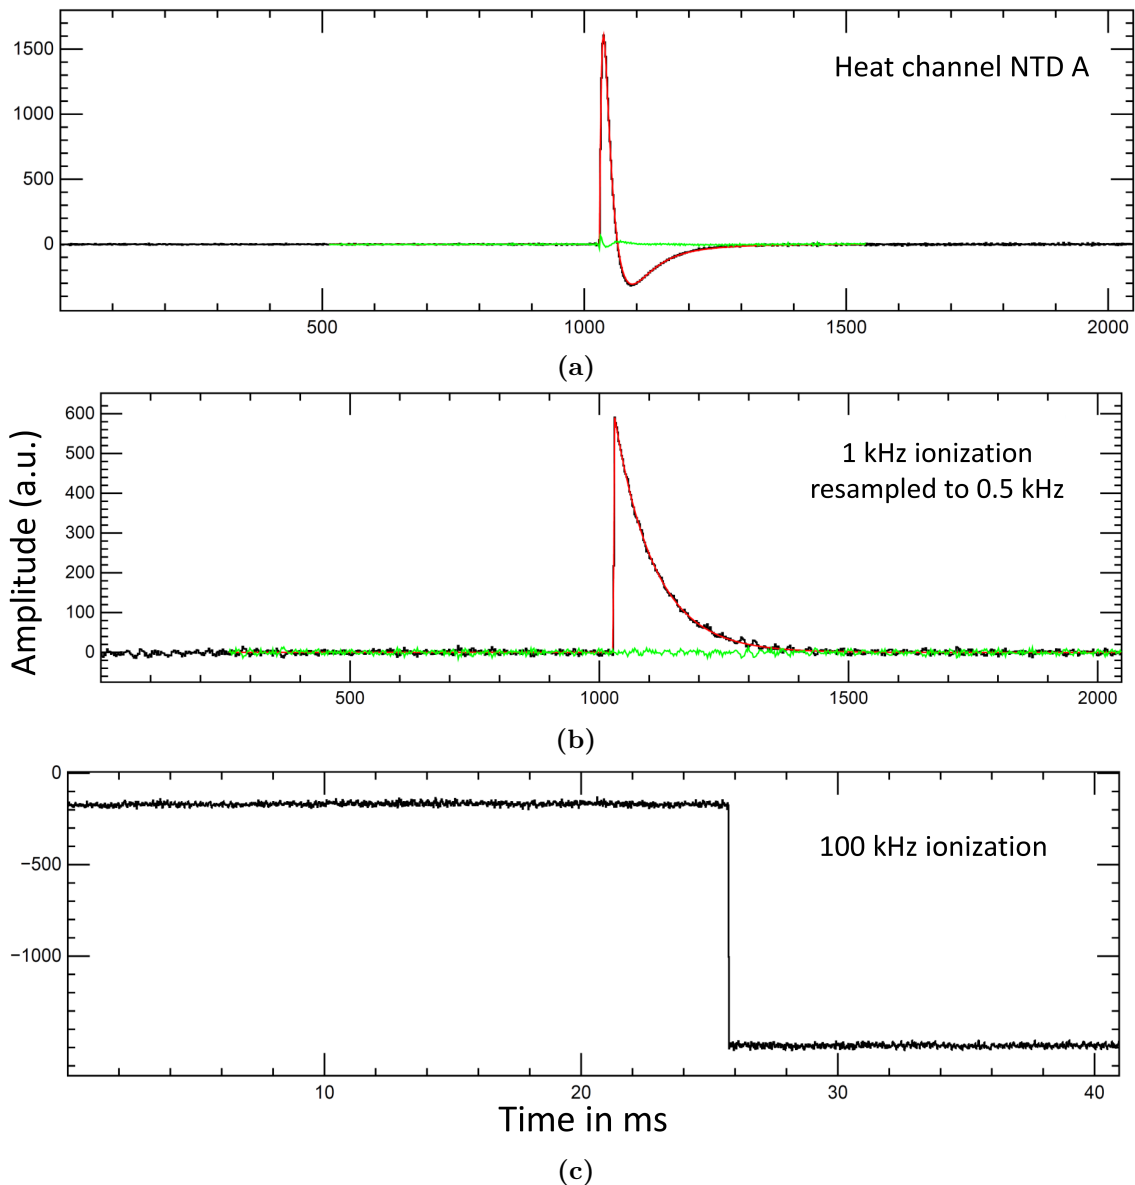 1500
1000
500
0
Heat channel NTD A
500
1000
1500
2000
(a)
Amplitude (a.u.)
600
500
400
300
200
100
0
1 kHz ionization
resampled to 0.5 kHz
500
1000
1500
2000
(b)
0
−500
−1000
100 kHz ionization
10
20
30
40
Time in ms
(c)